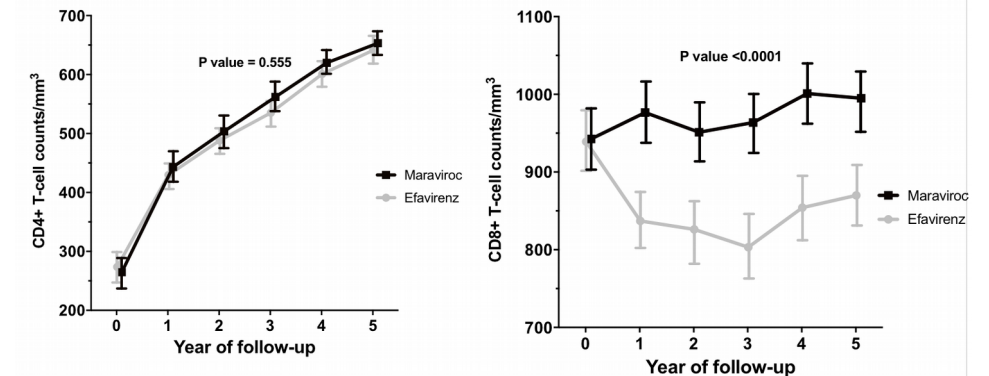 700
600
500
400
300
200
CD4+ T-cell counts/mm³
P value = 0.555
Maraviroc
Efavirenz
0 1 2 3 4 5
Year of follow-up
1100
1000
900
800
700
CD8+ T-cell counts/mm³
P value <0.0001
Maraviroc
Efavirenz
0 1 2 3 4 5
Year of follow-up